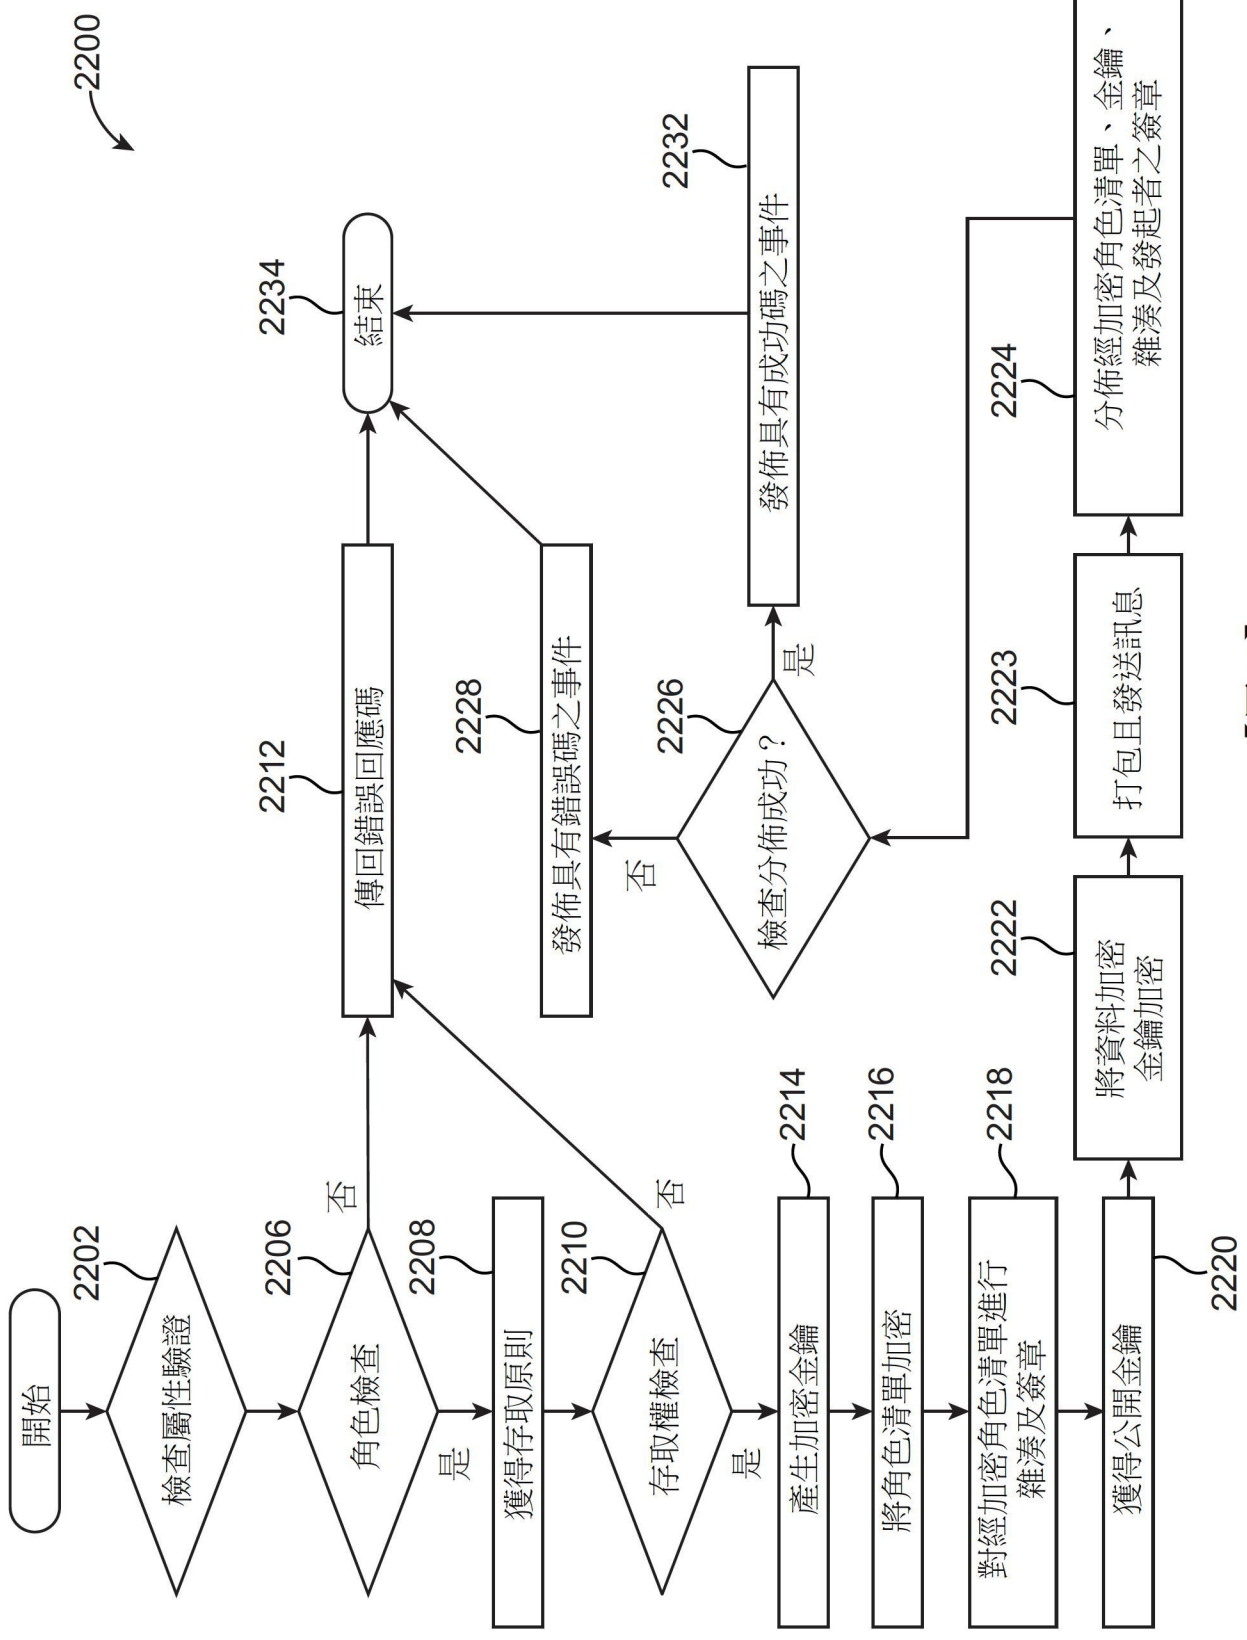 2200
開始
2202
檢查屬性驗證
2206
角色檢查
否
是
2208
獲得存取原則
2210
存取權檢查
否
是
2214
產生加密金鑰
2216
將角色清單加密
2218
對經加密角色清單進行
雜湊及簽章
2220
獲得公開金鑰
2222
將資料加密
金鑰加密
2223
打包且發送訊息
2224
分佈經加密角色清單、金鑰、
雜湊及發起者之簽章
2226
檢查分佈成功？
否
是
2228
發佈具有錯誤碼之事件
2232
發佈具有成功碼之事件
2212
傳回錯誤回應碼
2234
結束